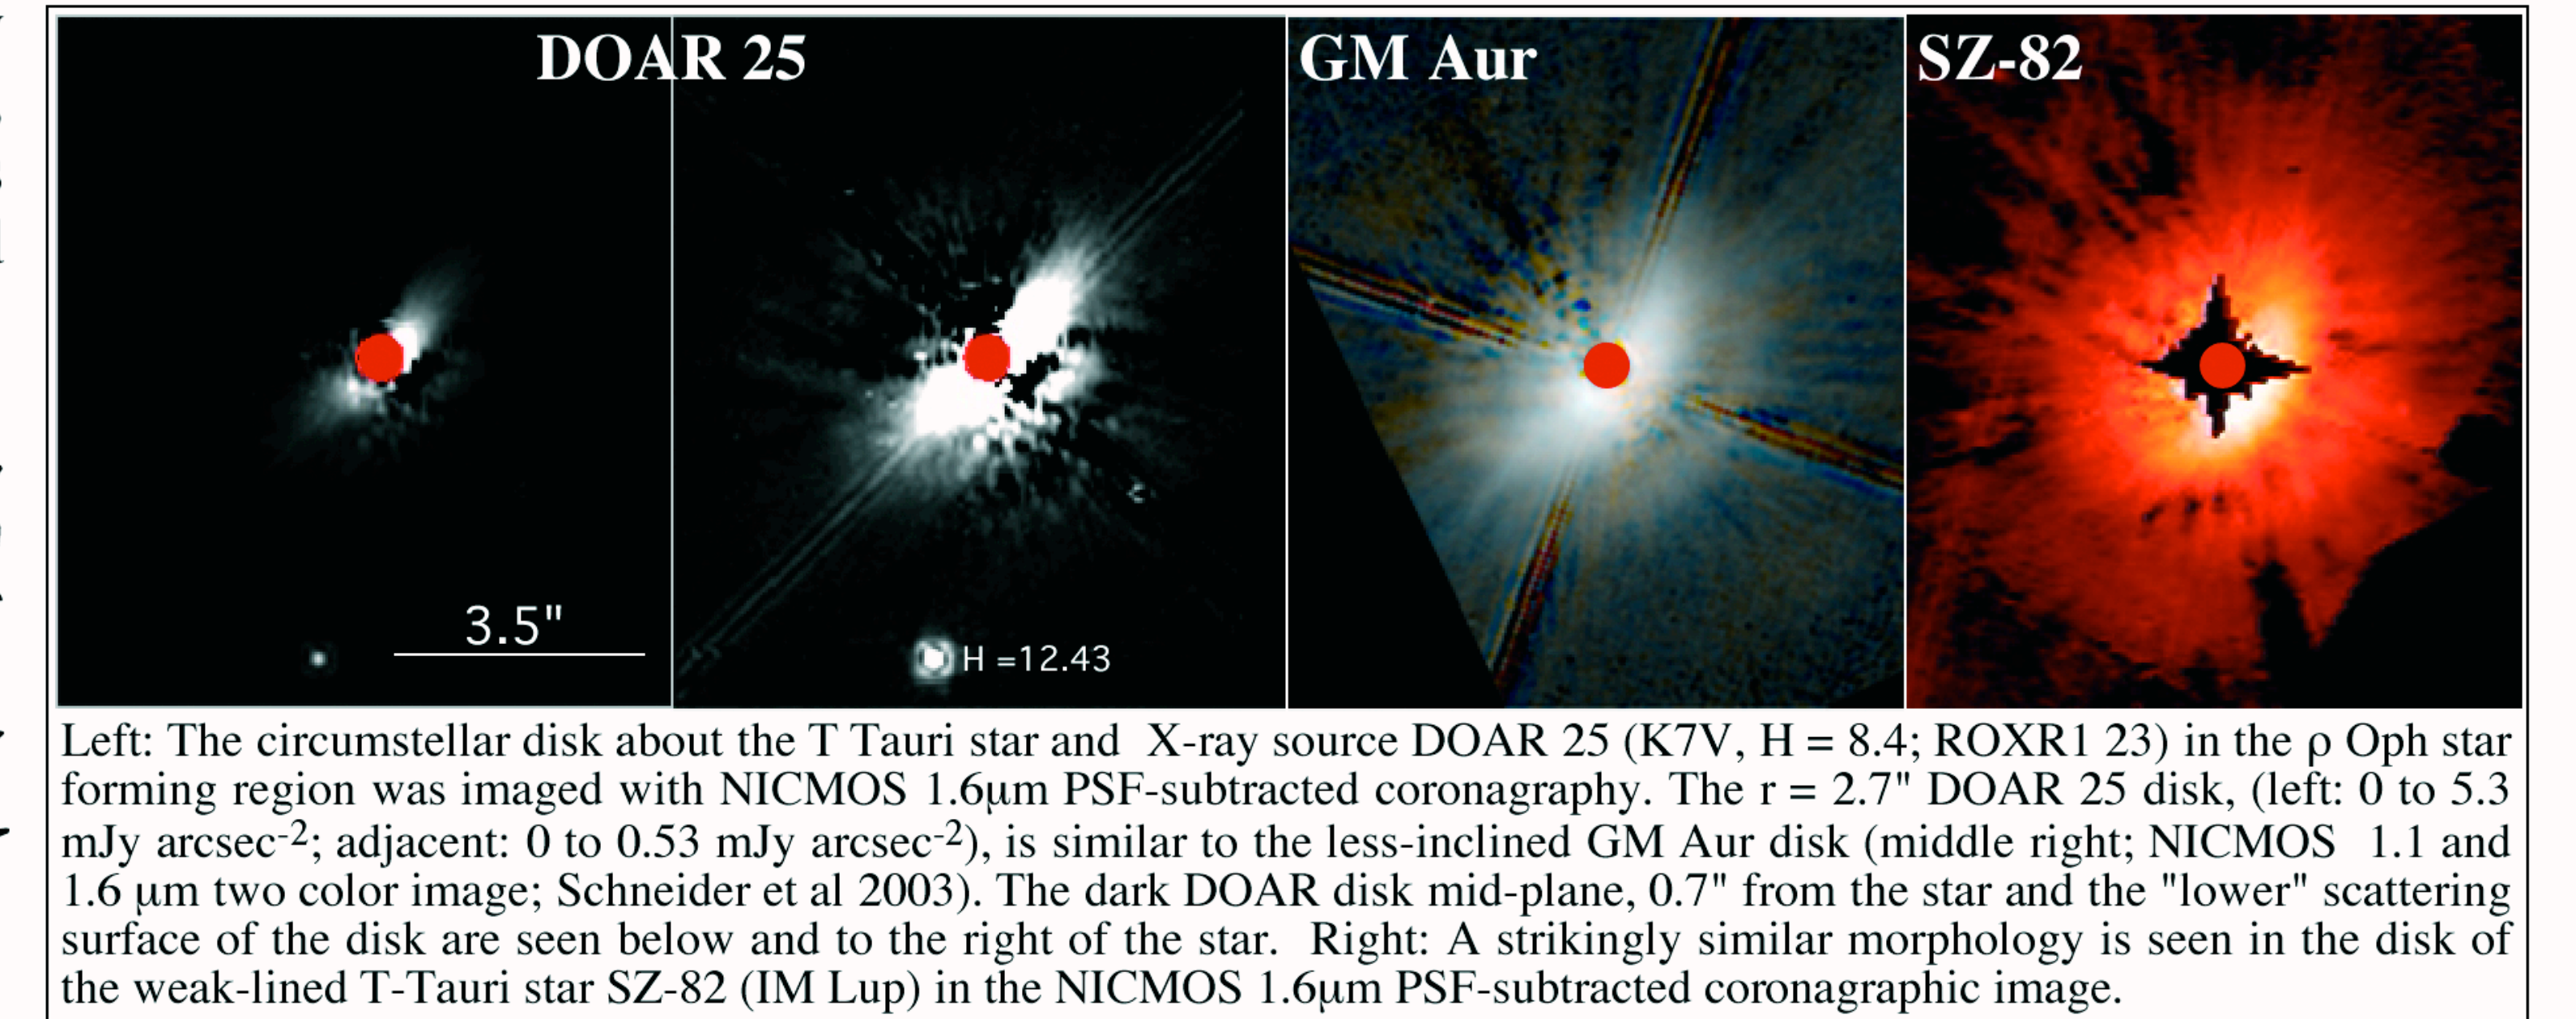 DOAR 25
GM Aur
SZ-82
3.5"
H =12.43
Left: The circumstellar disk about the T Tauri star and X-ray source DOAR 25 (K7V, H = 8.4; ROXR1 23) in the ρ Oph star
forming region was imaged with NICMOS 1.6μm PSF-subtracted coronagraphy. The r = 2.7" DOAR 25 disk, (left: 0 to 5.3
mJy arcsec-2; adjacent: 0 to 0.53 mJy arcsec-2), is similar to the less-inclined GM Aur disk (middle right; NICMOS 1.1 and
1.6 μm two color image; Schneider et al 2003). The dark DOAR disk mid-plane, 0.7" from the star and the "lower" scattering
surface of the disk are seen below and to the right of the star. Right: A strikingly similar morphology is seen in the disk of
the weak-lined T-Tauri star SZ-82 (IM Lup) in the NICMOS 1.6μm PSF-subtracted coronagraphic image.